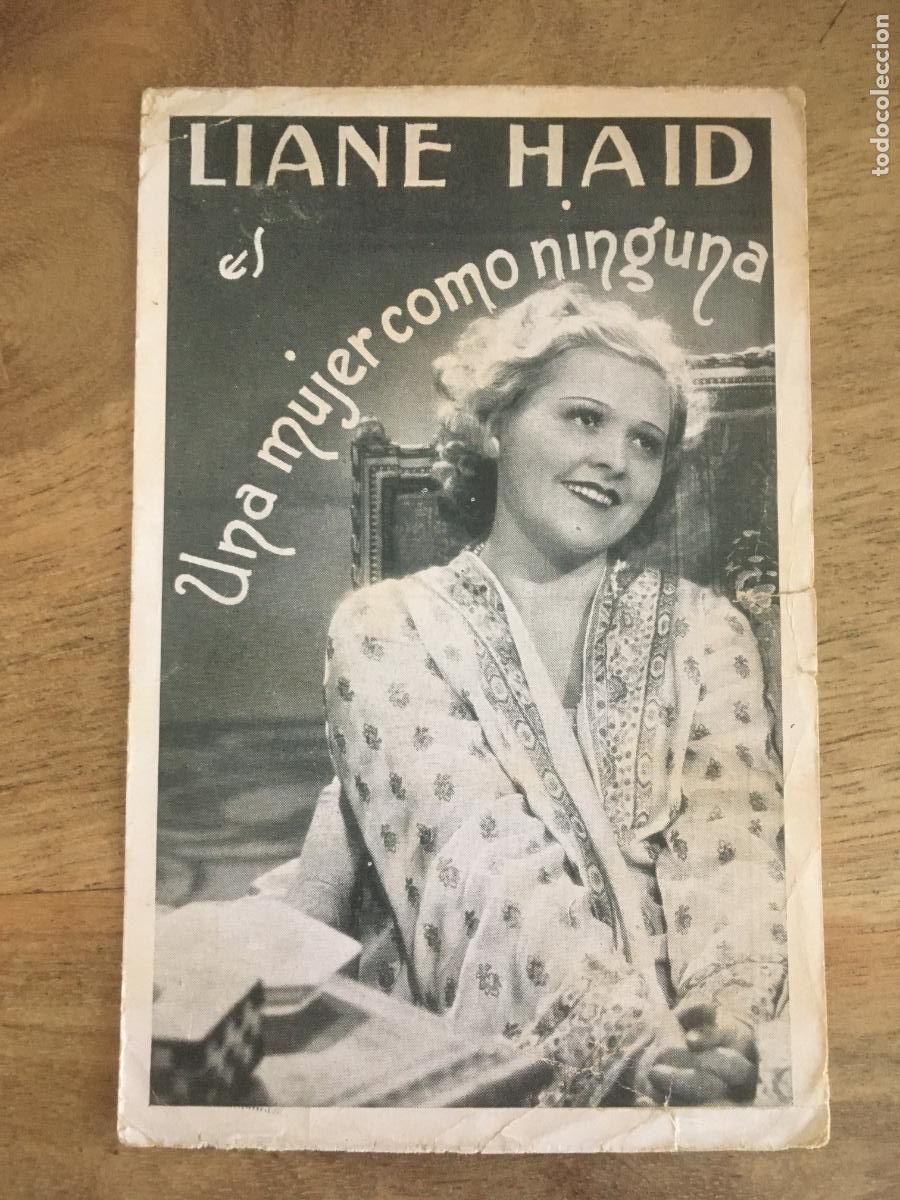 LIANE HAID
es
Una mujer como ninguna
todocoleccion